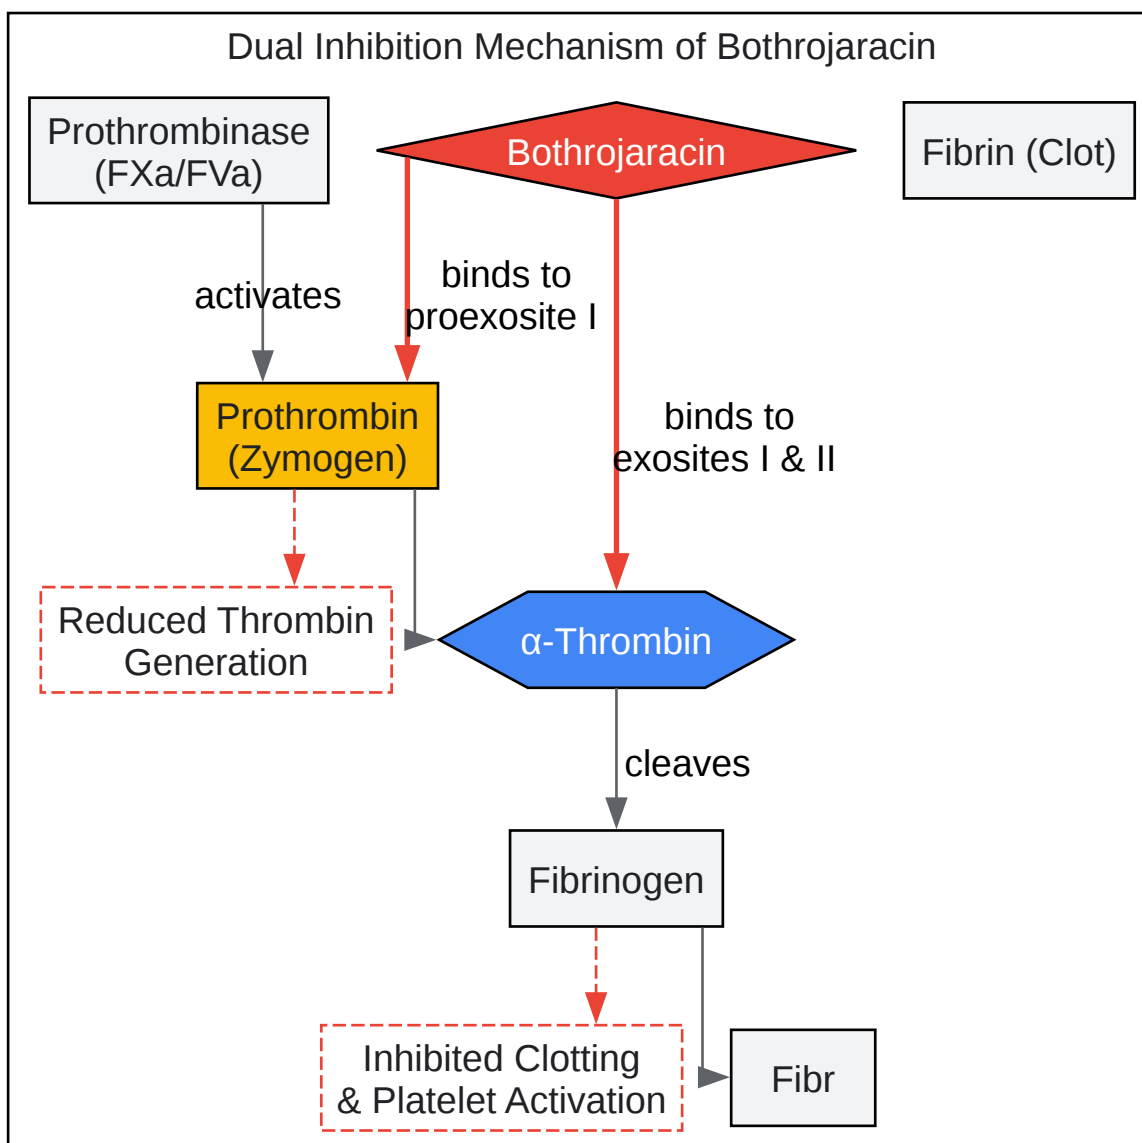 Dual Inhibition Mechanism of Bothrojaracin
Prothrombinase
(FXa/FVa)
Bothrojaracin
Fibrin (Clot)
activates
binds to
proexosite I
Prothrombin
(Zymogen)
binds to
exosites I & II
Reduced Thrombin
Generation
α-Thrombin
cleaves
Fibrinogen
Inhibited Clotting
& Platelet Activation
Fibr